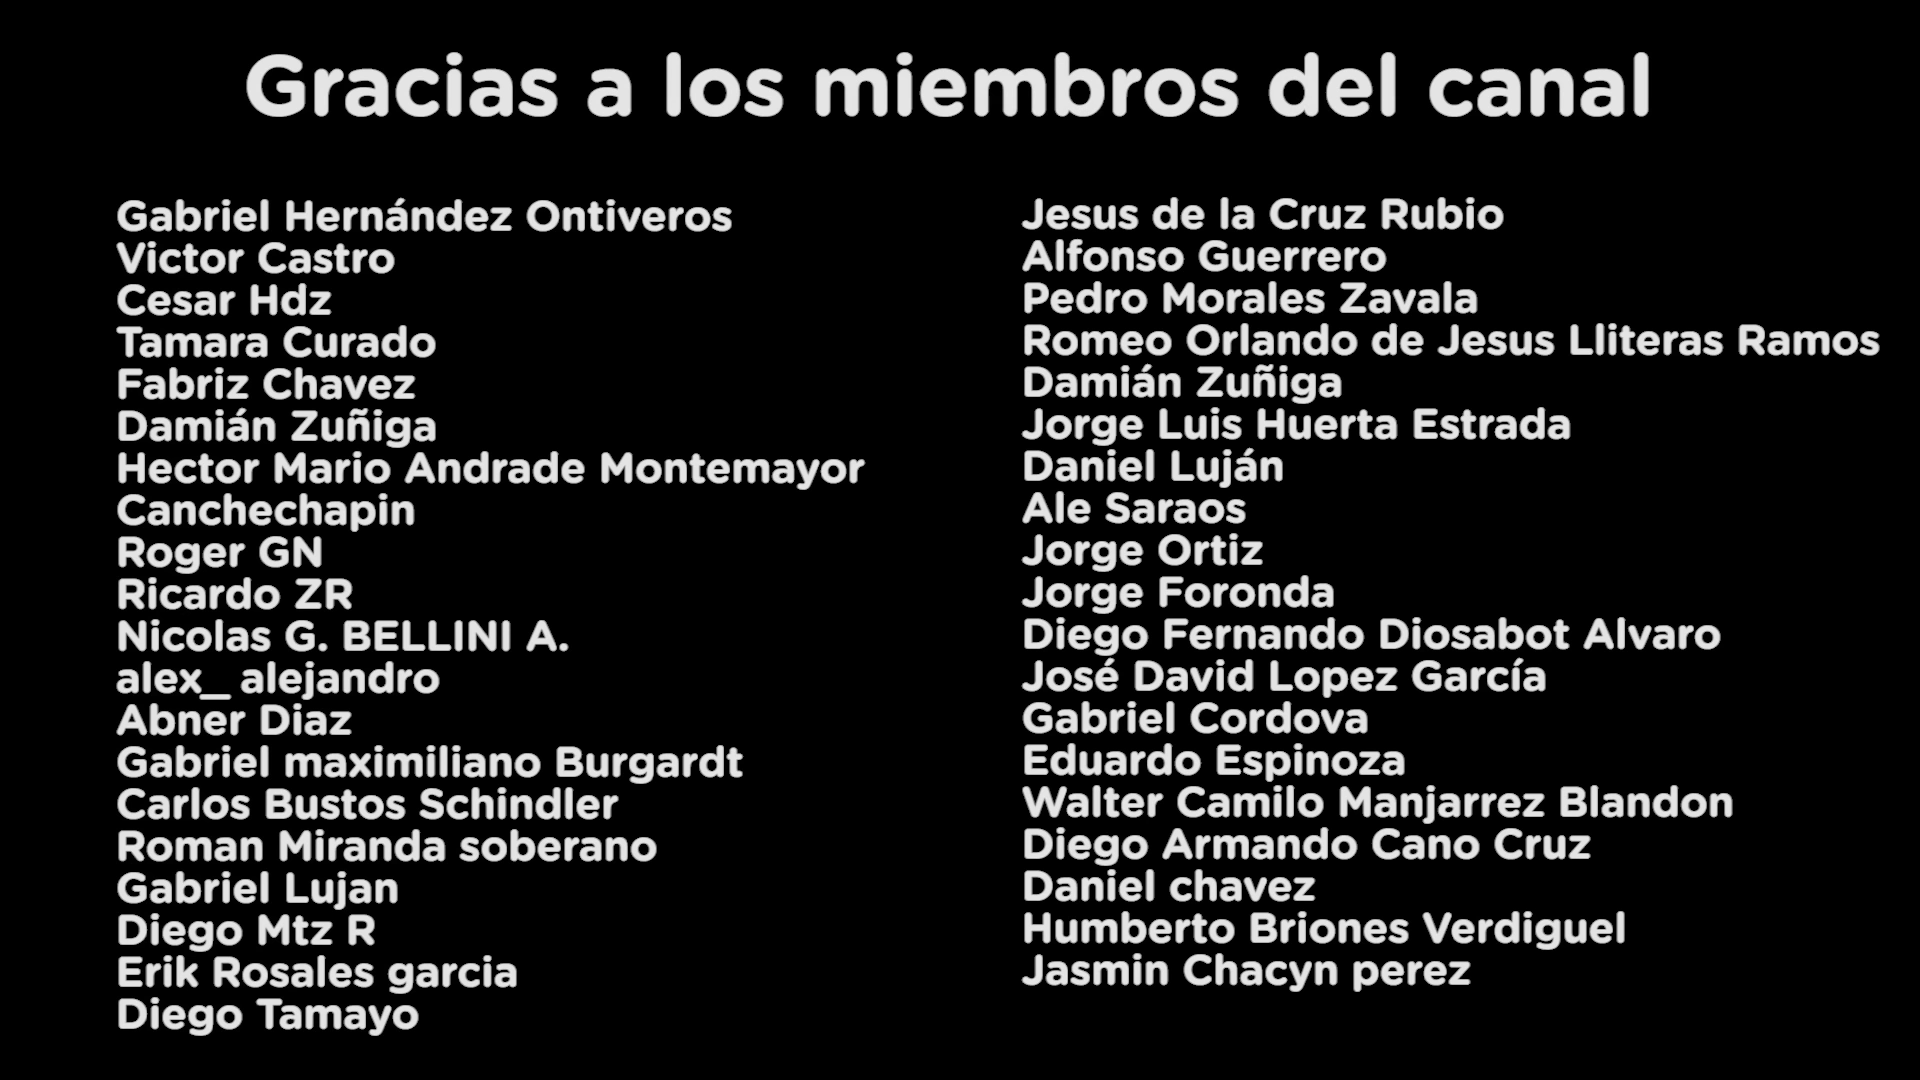 Gracias a los miembros del canal
Gabriel Hernández Ontiveros
Victor Castro
Cesar Hdz
Tamara Curado
Fabriz Chavez
Damián Zuñiga
Hector Mario Andrade Montemayor
Canchechapin
Roger GN
Ricardo ZR
Nicolas G. BELLINI A.
alex_ alejandro
Abner Diaz
Gabriel maximiliano Burgardt
Carlos Bustos Schindler
Roman Miranda soberano
Gabriel Lujan
Diego Mtz R
Erik Rosales garcia
Diego Tamayo
Jesus de la Cruz Rubio
Alfonso Guerrero
Pedro Morales Zavala
Romeo Orlando de Jesus Lliteras Ramos
Damián Zuñiga
Jorge Luis Huerta Estrada
Daniel Luján
Ale Saraos
Jorge Ortiz
Jorge Foronda
Diego Fernando Diosabot Alvaro
José David Lopez García
Gabriel Cordova
Eduardo Espinoza
Walter Camilo Manjarrez Blandon
Diego Armando Cano Cruz
Daniel chavez
Humberto Briones Verdiguel
Jasmin Chacyn perez